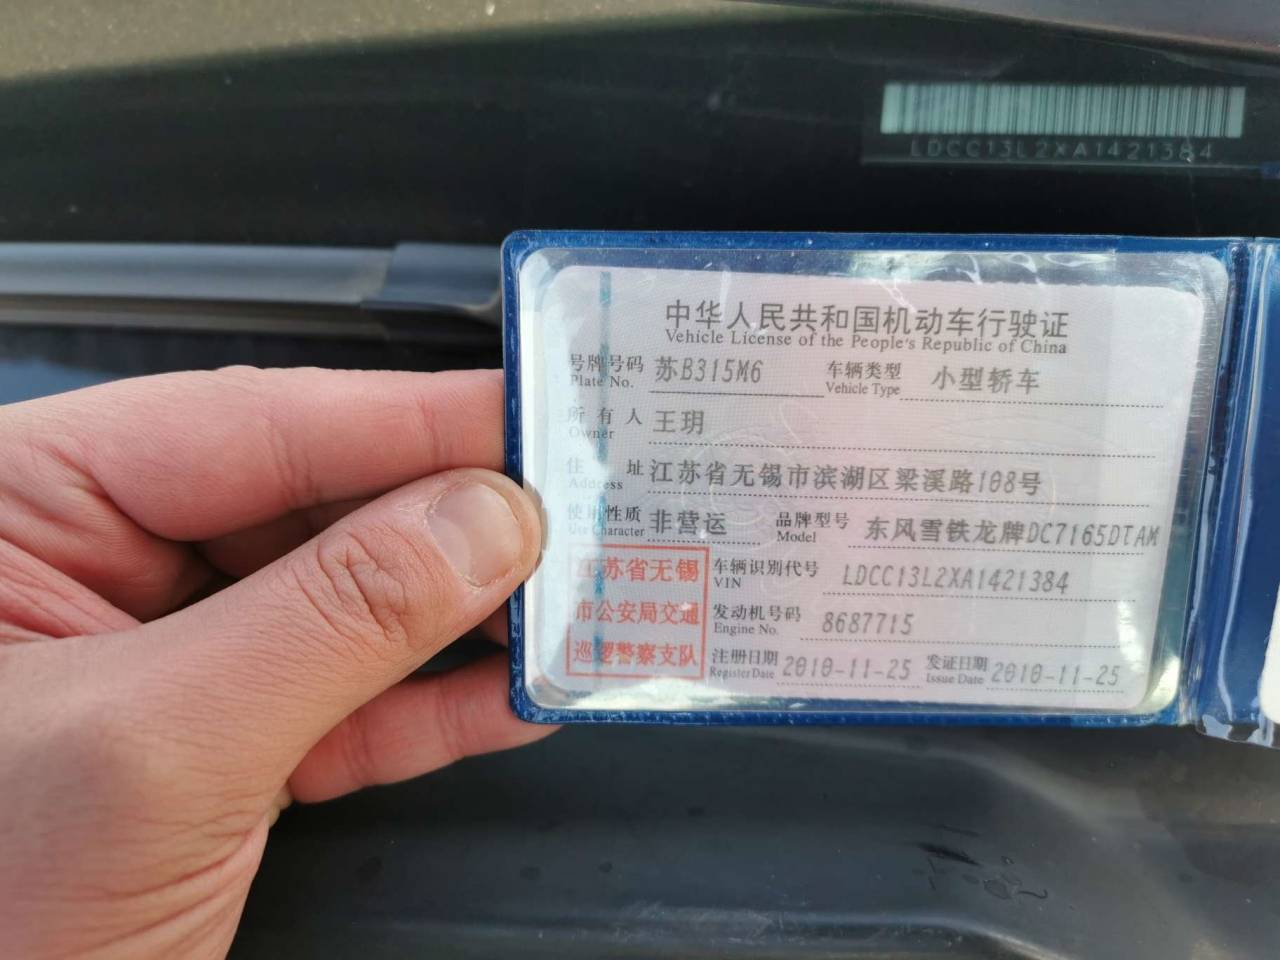 LDCC13L2XA1421384
中华人民共和国机动车行驶证
Vehicle License of the People's Republic of China
号牌号码 苏B315M6 车辆类型 小型轿车
Plate No. Vehicle Type
所有人 王玥
Owner
住址 江苏省无锡市滨湖区梁溪路108号
Address
使用性质 非营运 品牌型号 东风雪铁龙牌DC7165DTAM
Use Character Model
江苏省无锡 车辆识别代号 LDCC13L2XA1421384
VIN
市公安局交通 发动机号码 8687715
Engine No.
巡逻警察支队 注册日期 2010-11-25 发证日期 2010-11-25
Register Date Issue Date